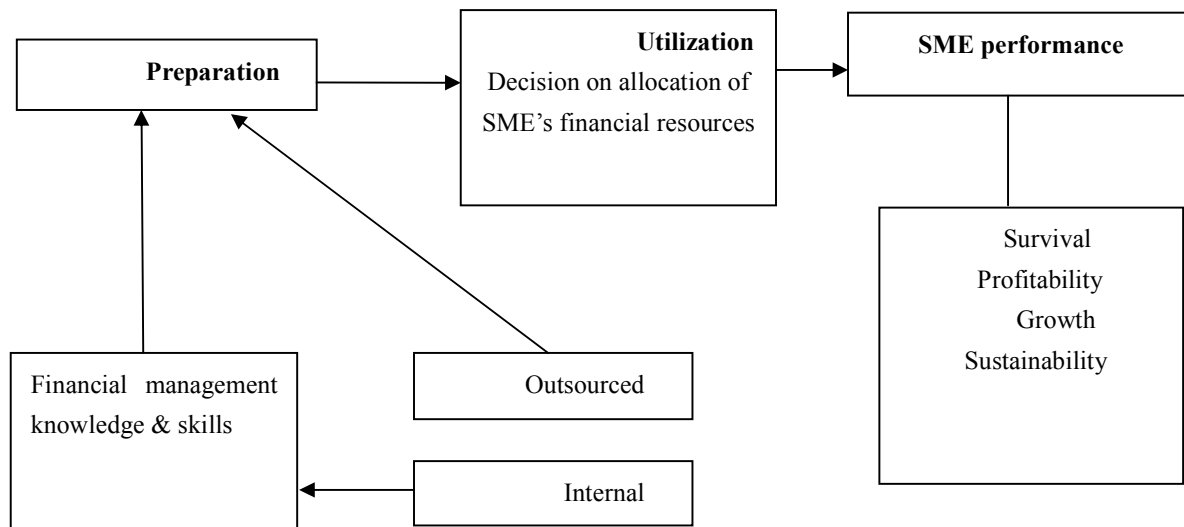 Preparation
Utilization
Decision on allocation of
SME’s financial resources
SME performance
Survival
Profitability
Growth
Sustainability
Financial management
knowledge & skills
Outsourced
Internal